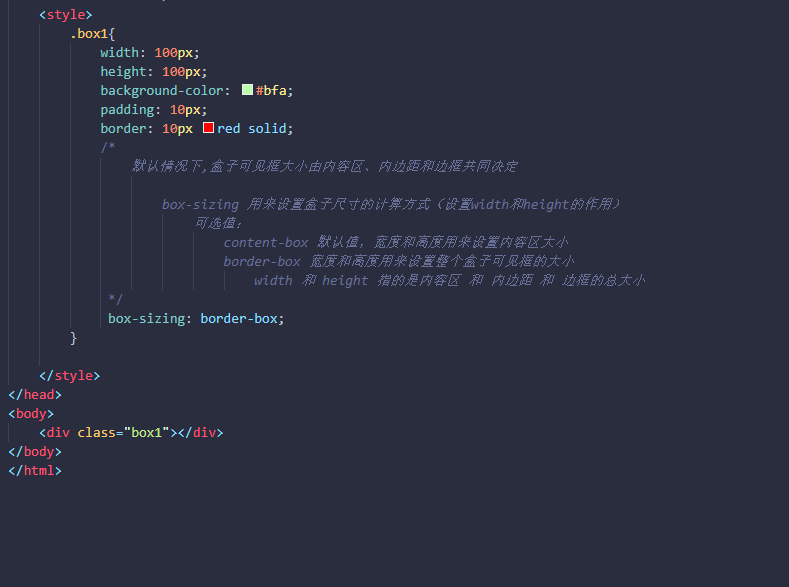 <style>
.box1{
width: 100px;
height: 100px;
background-color: #bfa;
padding: 10px;
border: 10px red solid;
/*
默认情况下,盒子可见框大小由内容区、内边距和边框共同决定
box-sizing 用来设置盒子尺寸的计算方式（设置width和height的作用）
可选值：
content-box 默认值，宽度和高度用来设置内容区大小
border-box 宽度和高度用来设置整个盒子可见框的大小
width 和 height 指的是内容区 和 内边距 和 边框的总大小
*/
box-sizing: border-box;
}
</style>
</head>
<body>
<div class="box1"></div>
</body>
</html>